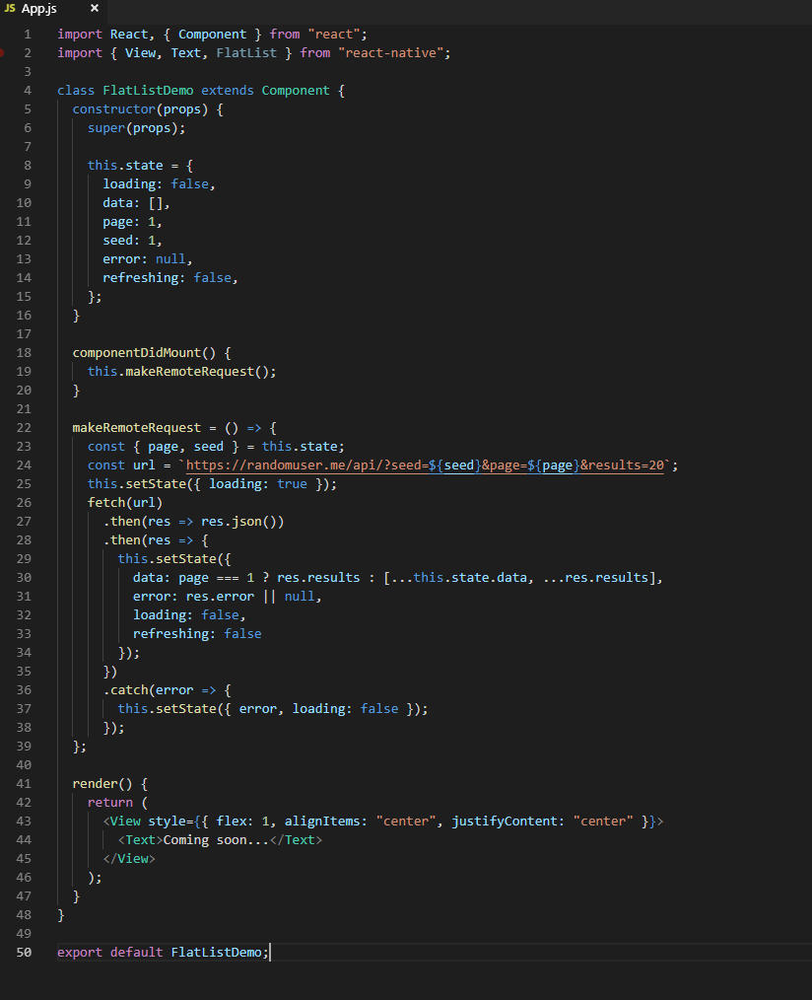 JS App.js ×
1 import React, { Component } from "react";
2 import { View, Text, FlatList } from "react-native";
3
4 class FlatListDemo extends Component {
5   constructor(props) {
6     super(props);
7
8     this.state = {
9       loading: false,
10       data: [],
11       page: 1,
12       seed: 1,
13       error: null,
14       refreshing: false,
15     };
16   }
17
18   componentDidMount() {
19     this.makeRemoteRequest();
20   }
21
22   makeRemoteRequest = () => {
23     const { page, seed } = this.state;
24     const url = `https://randomuser.me/api/?seed=${seed}&page=${page}&results=20`;
25     this.setState({ loading: true });
26     fetch(url)
27       .then(res => res.json())
28       .then(res => {
29         this.setState({
30           data: page === 1 ? res.results : [...this.state.data, ...res.results],
31           error: res.error || null,
32           loading: false,
33           refreshing: false
34         });
35       })
36       .catch(error => {
37         this.setState({ error, loading: false });
38       });
39   };
40
41   render() {
42     return (
43       <View style={{ flex: 1, alignItems: "center", justifyContent: "center" }}>
44         <Text>Coming soon...</Text>
45       </View>
46     );
47   }
48 }
49
50 export default FlatListDemo;